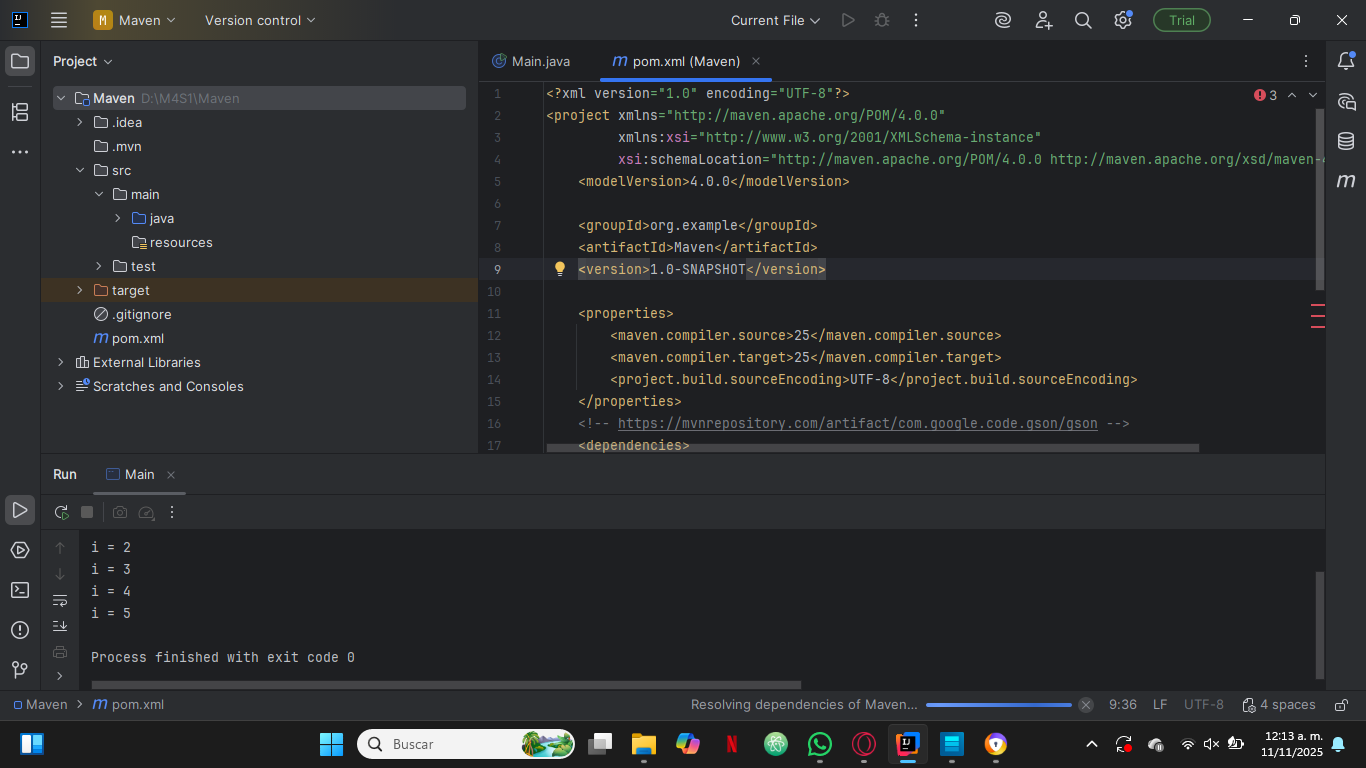 M Maven Version control Current File Trial
Project
Main.java
pom.xml (Maven)
Maven D:\M4S1\Maven
.idea
.mvn
src
main
java
resources
test
target
.gitignore
pom.xml
External Libraries
Scratches and Consoles
3
1 <?xml version="1.0" encoding="UTF-8"?>
2 <project xmlns="http://maven.apache.org/POM/4.0.0"
3 xmlns:xsi="http://www.w3.org/2001/XMLSchema-instance"
4 xsi:schemaLocation="http://maven.apache.org/POM/4.0.0 http://maven.apache.org/xsd/maven-4
5 <modelVersion>4.0.0</modelVersion>
6
7 <groupId>org.example</groupId>
8 <artifactId>Maven</artifactId>
9 <version>1.0-SNAPSHOT</version>
10
11 <properties>
12 <maven.compiler.source>25</maven.compiler.source>
13 <maven.compiler.target>25</maven.compiler.target>
14 <project.build.sourceEncoding>UTF-8</project.build.sourceEncoding>
15 </properties>
16 <!-- https://mvnrepository.com/artifact/com.google.code.gson/gson -->
17 <dependencies>
Run Main
i = 2
i = 3
i = 4
i = 5
Process finished with exit code 0
Maven pom.xml Resolving dependencies of Maven... 9:36 LF UTF-8 4 spaces
Buscar
12:13 a. m.
11/11/2025